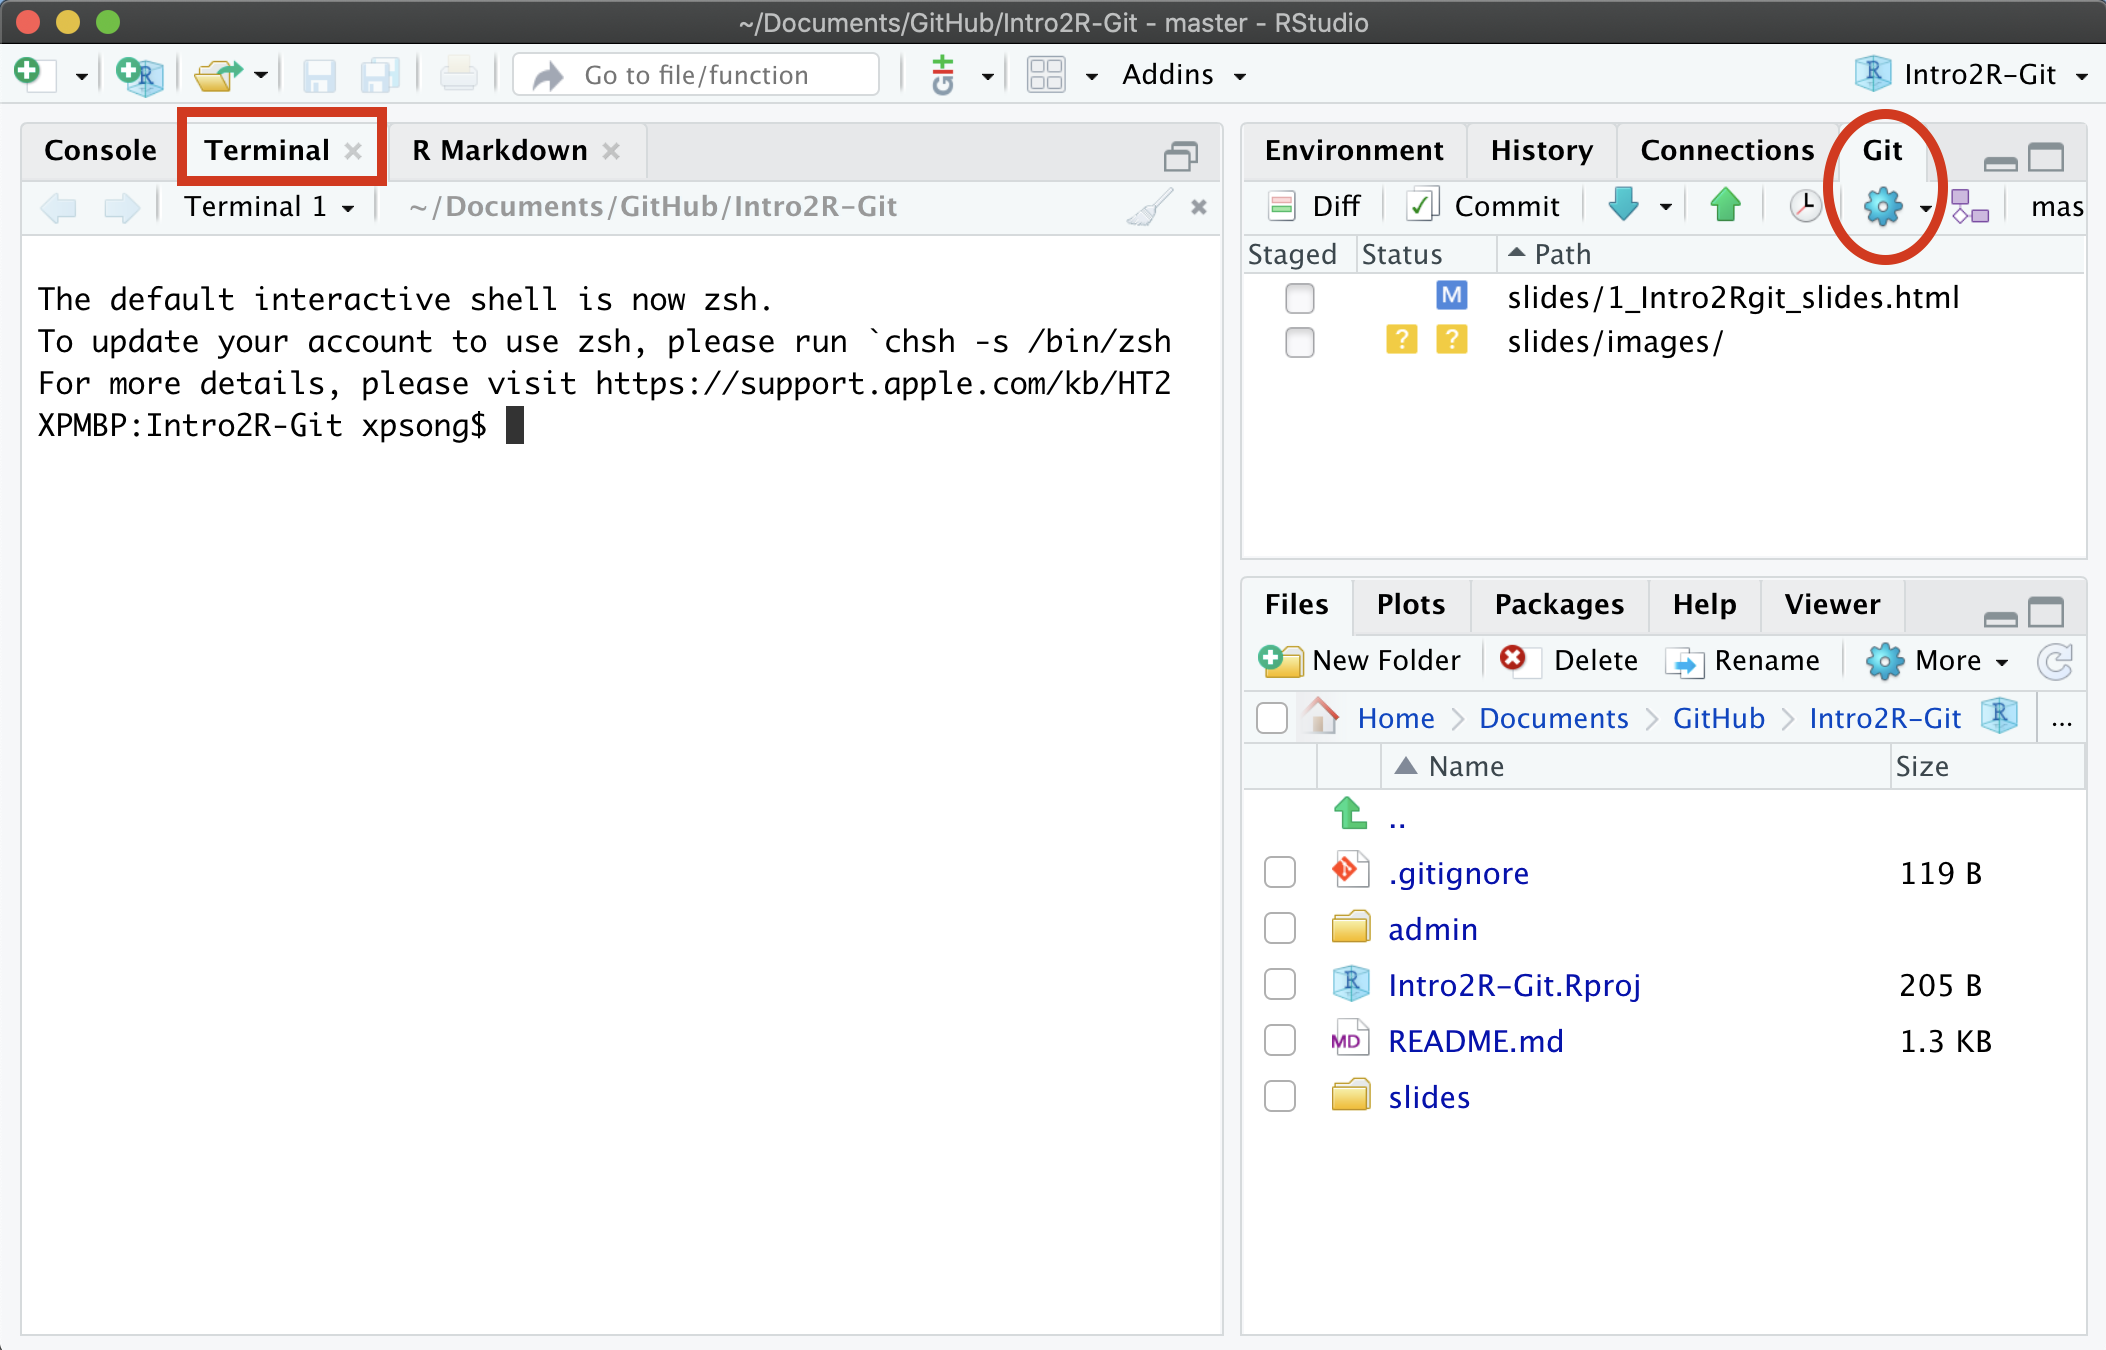 ~/Documents/GitHub/Intro2R-Git - master - RStudio
Go to file/function
Addins
Intro2R-Git
Console
Terminal
R Markdown
Terminal 1
~/Documents/GitHub/Intro2R-Git
The default interactive shell is now zsh.
To update your account to use zsh, please run `chsh -s /bin/zsh
For more details, please visit https://support.apple.com/kb/HT2
XPMBP:Intro2R-Git xpsong$
Environment
History
Connections
Git
Diff
Commit
mas
Staged
Status
Path
M slides/1_Intro2Rgit_slides.html
? ? slides/images/
Files
Plots
Packages
Help
Viewer
New Folder
Delete
Rename
More
Home
Documents
GitHub
Intro2R-Git
...
Name
Size
..
.gitignore 119 B
admin
Intro2R-Git.Rproj 205 B
README.md 1.3 KB
slides